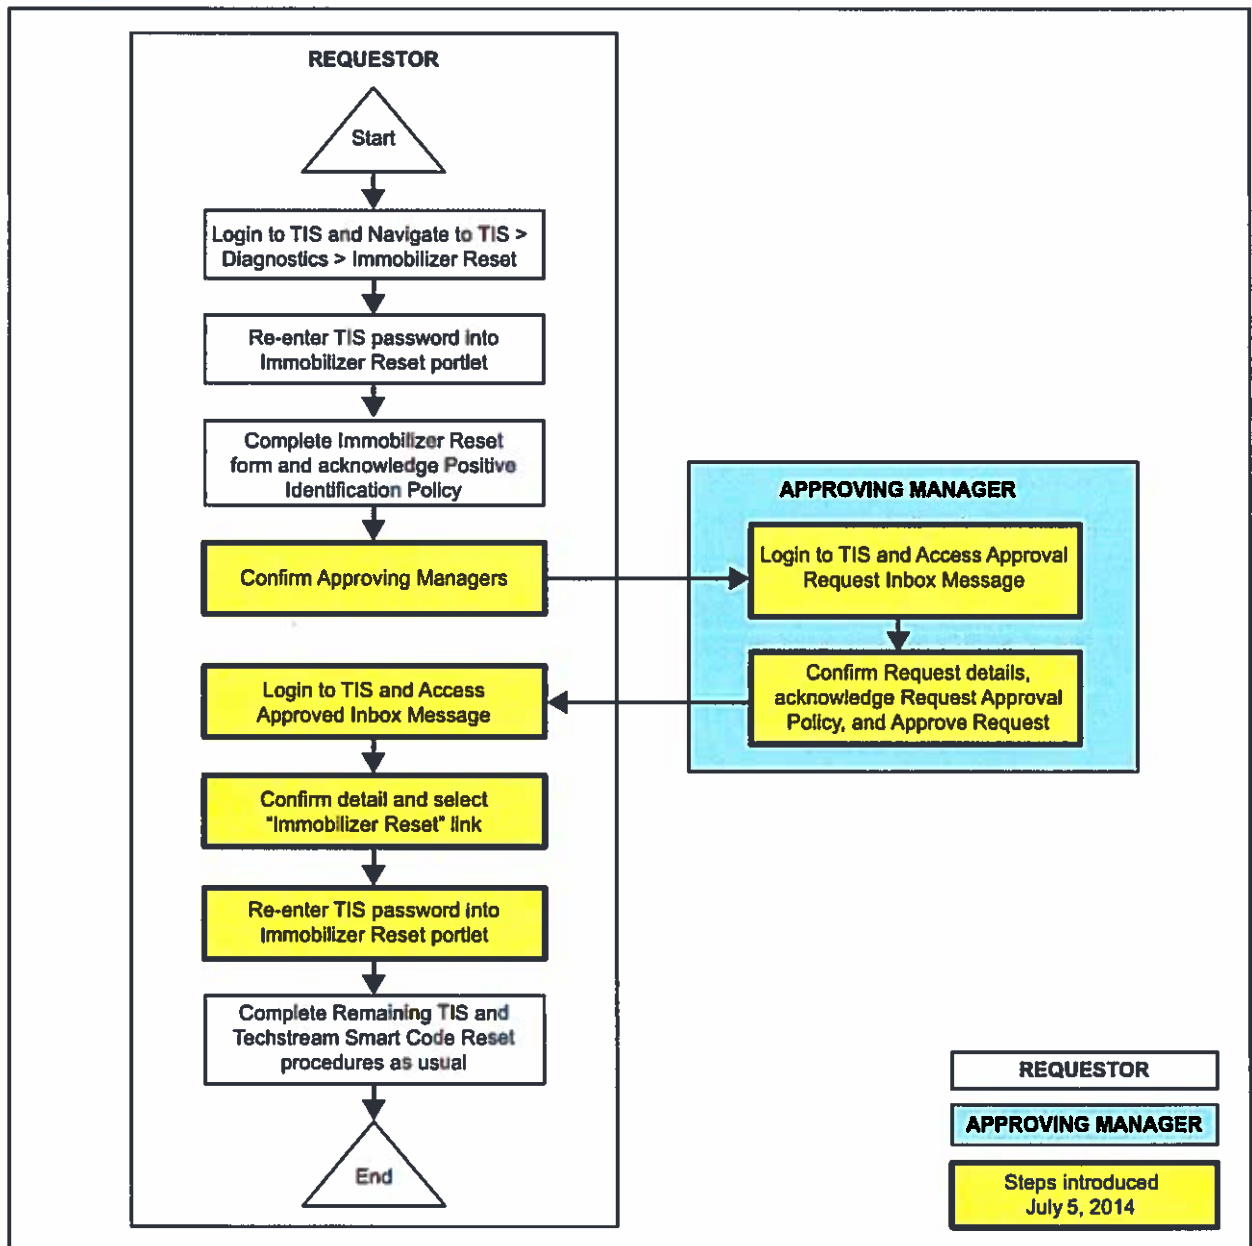 REQUESTOR
Start
Login to TIS and Navigate to TIS >
Diagnostics > Immobilizer Reset
Re-enter TIS password into
Immobilizer Reset portlet
Complete Immobilizer Reset
form and acknowledge Positive
Identification Policy
Confirm Approving Managers
APPROVING MANAGER
Login to TIS and Access Approval
Request Inbox Message
Confirm Request details,
acknowledge Request Approval
Policy, and Approve Request
Login to TIS and Access
Approved Inbox Message
Confirm detail and select
"Immobilizer Reset" link
Re-enter TIS password into
Immobilizer Reset portlet
Complete Remaining TIS and
Techstream Smart Code Reset
procedures as usual
End
REQUESTOR
APPROVING MANAGER
Steps introduced
July 5, 2014